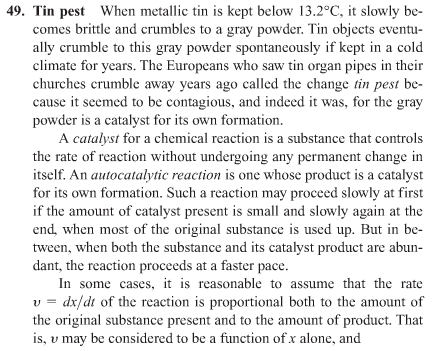 49. Tin pest When metallic tin is kept below 13.2°C, it slowly be-
comes brittle and crumbles to a gray powder. Tin objects eventu-
ally crumble to this gray powder spontaneously if kept in a cold
climate for years. The Europeans who saw tin organ pipes in their
churches crumble away years ago called the change tin pest be-
cause it seemed to be contagious, and indeed it was, for the gray
powder is a catalyst for its own formation.
A catalyst for a chemical reaction is a substance that controls
the rate of reaction without undergoing any permanent change in
itself. An autocatalytic reaction is one whose product is a catalyst
for its own formation. Such a reaction may proceed slowly at first
if the amount of catalyst present is small and slowly again at the
end, when most of the original substance is used up. But in be-
tween, when both the substance and its catalyst product are abun-
dant, the reaction proceeds at a faster pace.
In some cases, it is reasonable to assume that the rate
v = dx/dt of the reaction is proportional both to the amount of
the original substance present and to the amount of product. That
is, v may be considered to be a function of x alone, and